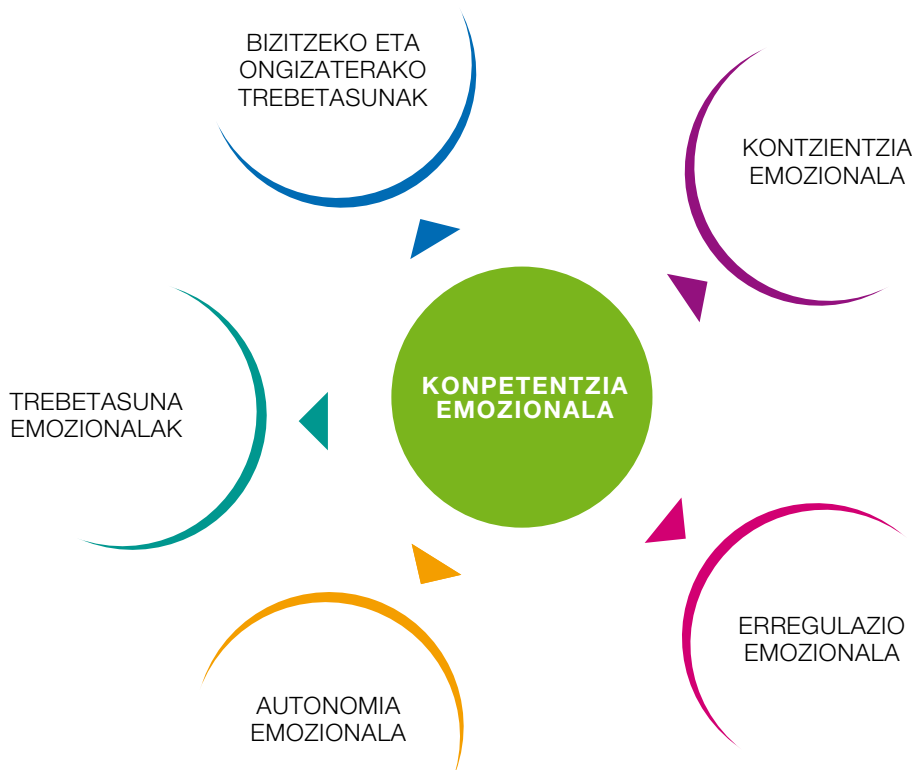 BIZITZEKO ETA
ONGIZATERAKO
TREBETASUNAK
KONTZIENTZIA
EMOZIONALA
KONPETENTZIA
EMOZIONALA
TREBETASUNA
EMOZIONALAK
ERREGULAZIO
EMOZIONALA
AUTONOMIA
EMOZIONALA